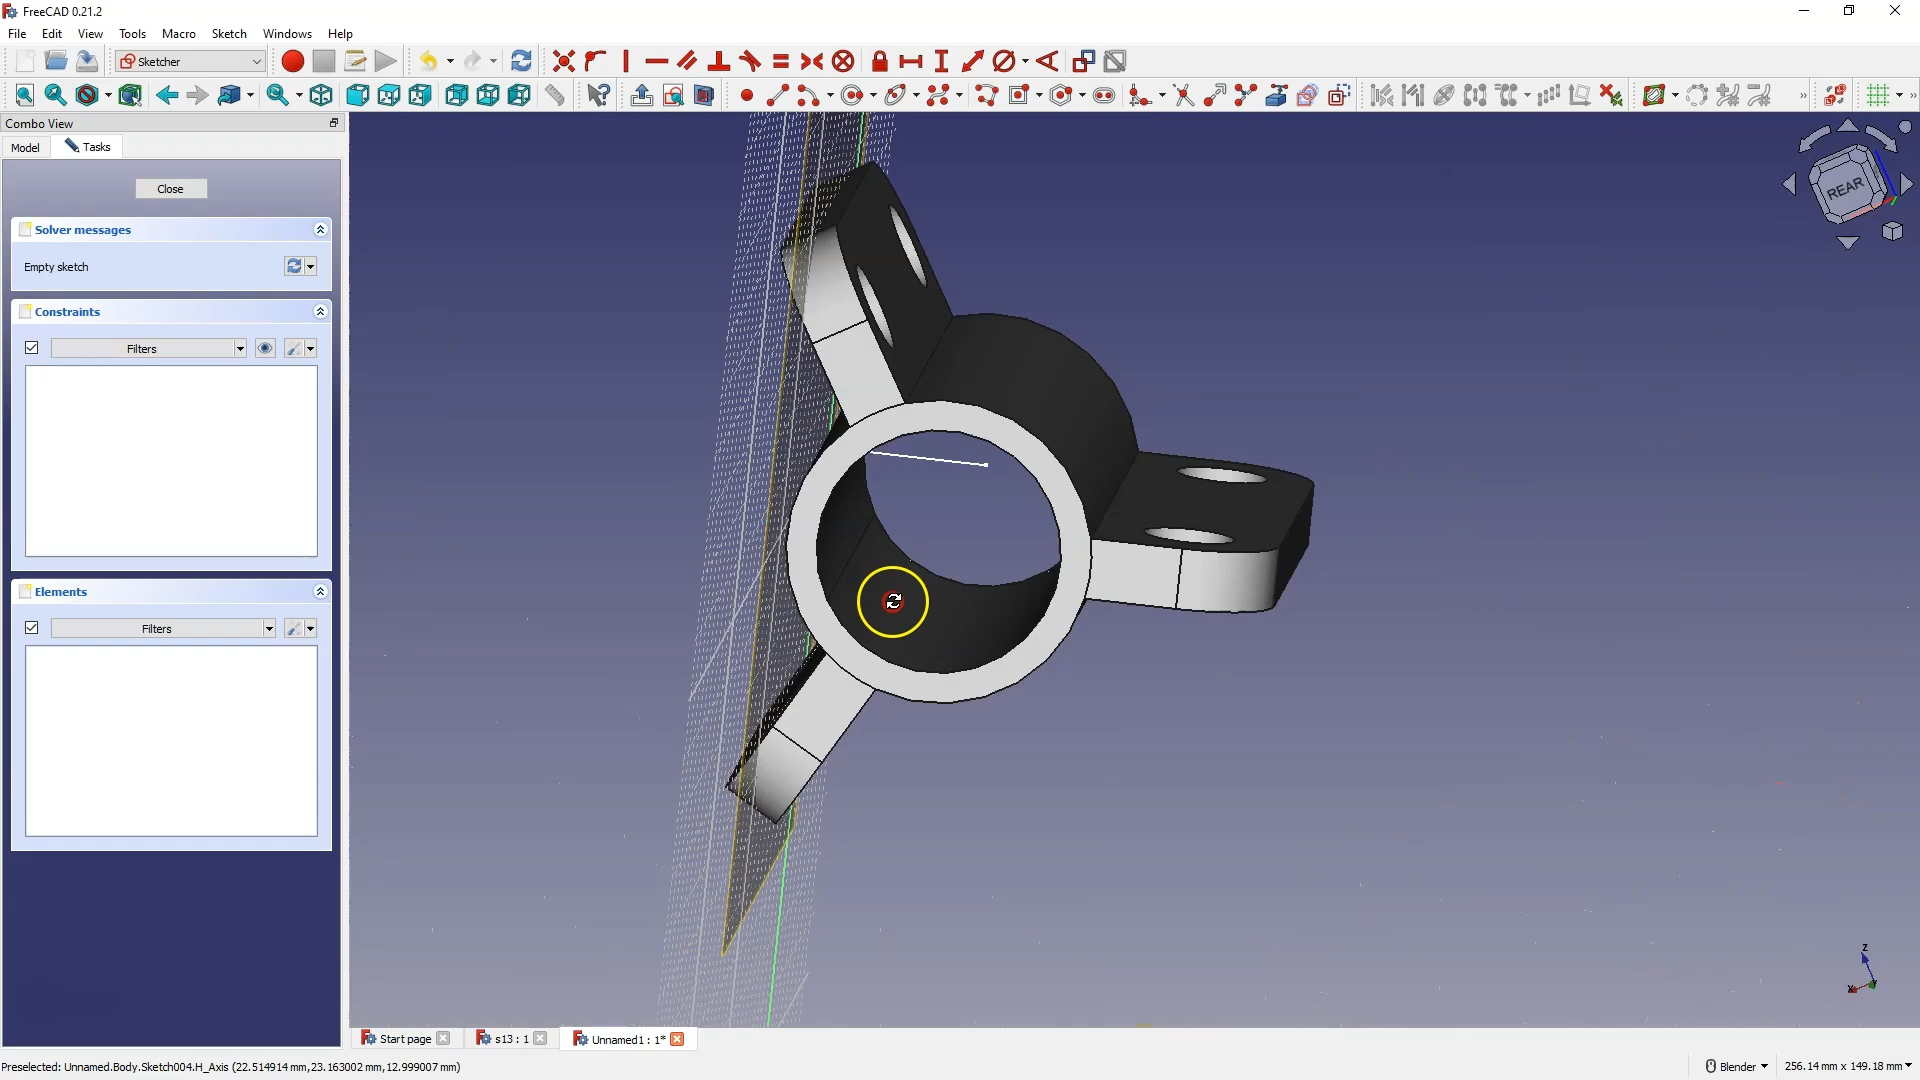 FreeCAD 0.21.2
File Edit View Tools Macro Sketch Windows Help
Sketcher
Combo View
Model Tasks
Close
Solver messages
Empty sketch
Constraints
Filters
Elements
Filters
REAR
Z
X
Start page s13 : 1 Unnamed1 : 1*
Preselected: Unnamed.Body.Sketch004.H_Axis (22.514914 mm,23.163002 mm,12.999007 mm)
Blender 256.14 mm x 149.18 mm